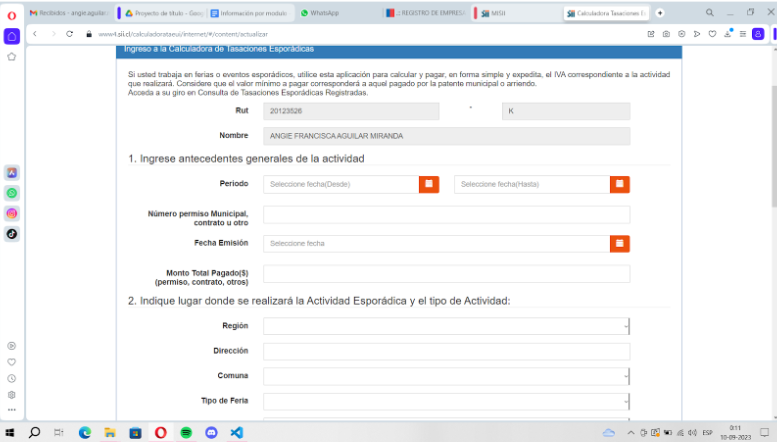 Recibidos - angie.aguilar
Proyecto de título - Goog
Información por modulo
WhatsApp
.:: REGISTRO DE EMPRES
MISII
Calculadora Tasaciones E
www4.sii.cl/calculadorataeui/internet/#/content/actualizar
Ingreso a la Calculadora de Tasaciones Esporádicas
Si usted trabaja en ferias o eventos esporádicos, utilice esta aplicación para calcular y pagar, en forma simple y expedita, el IVA correspondiente a la actividad
que realizará. Considere que el valor mínimo a pagar corresponderá a aquel pagado por la patente municipal o arriendo.
Acceda a su giro en Consulta de Tasaciones Esporádicas Registradas.
Rut 20123526 - K
Nombre ANGIE FRANCISCA AGUILAR MIRANDA
1. Ingrese antecedentes generales de la actividad
Período Seleccione fecha(Desde) Seleccione fecha(Hasta)
Número permiso Municipal,
contrato u otro
Fecha Emisión Seleccione fecha
Monto Total Pagado($)
(permiso, contrato, otros)
2. Indique lugar donde se realizará la Actividad Esporádica y el tipo de Actividad:
Región
Dirección
Comuna
Tipo de Feria
ESP
0:11
10-09-2023